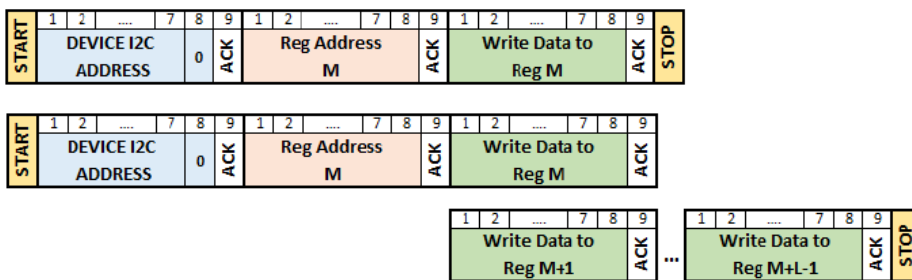 START
1 2 .... 7 8 9 1 2 .... 7 8 9 1 2 .... 7 8 9
DEVICE I2C ADDRESS
0
ACK
Reg Address M
ACK
Write Data to Reg M
ACK
STOP
START
1 2 .... 7 8 9 1 2 .... 7 8 9 1 2 .... 7 8 9
DEVICE I2C ADDRESS
0
ACK
Reg Address M
ACK
Write Data to Reg M
ACK
1 2 .... 7 8 9
Write Data to Reg M+1
ACK
...
1 2 .... 7 8 9
Write Data to Reg M+L-1
ACK
STOP